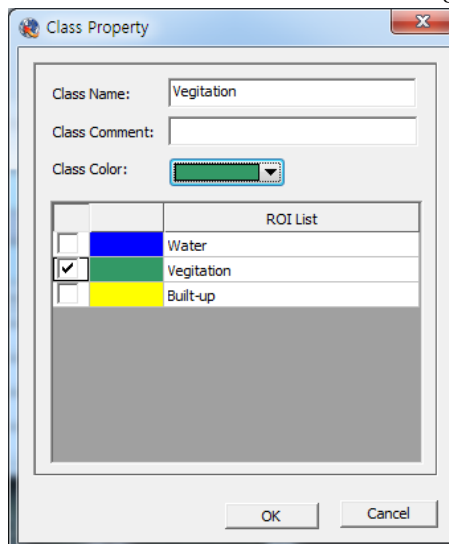 Class Property
Class Name: Vegitation
Class Comment:
Class Color:
ROI List
Water
Vegitation
Built-up
OK Cancel